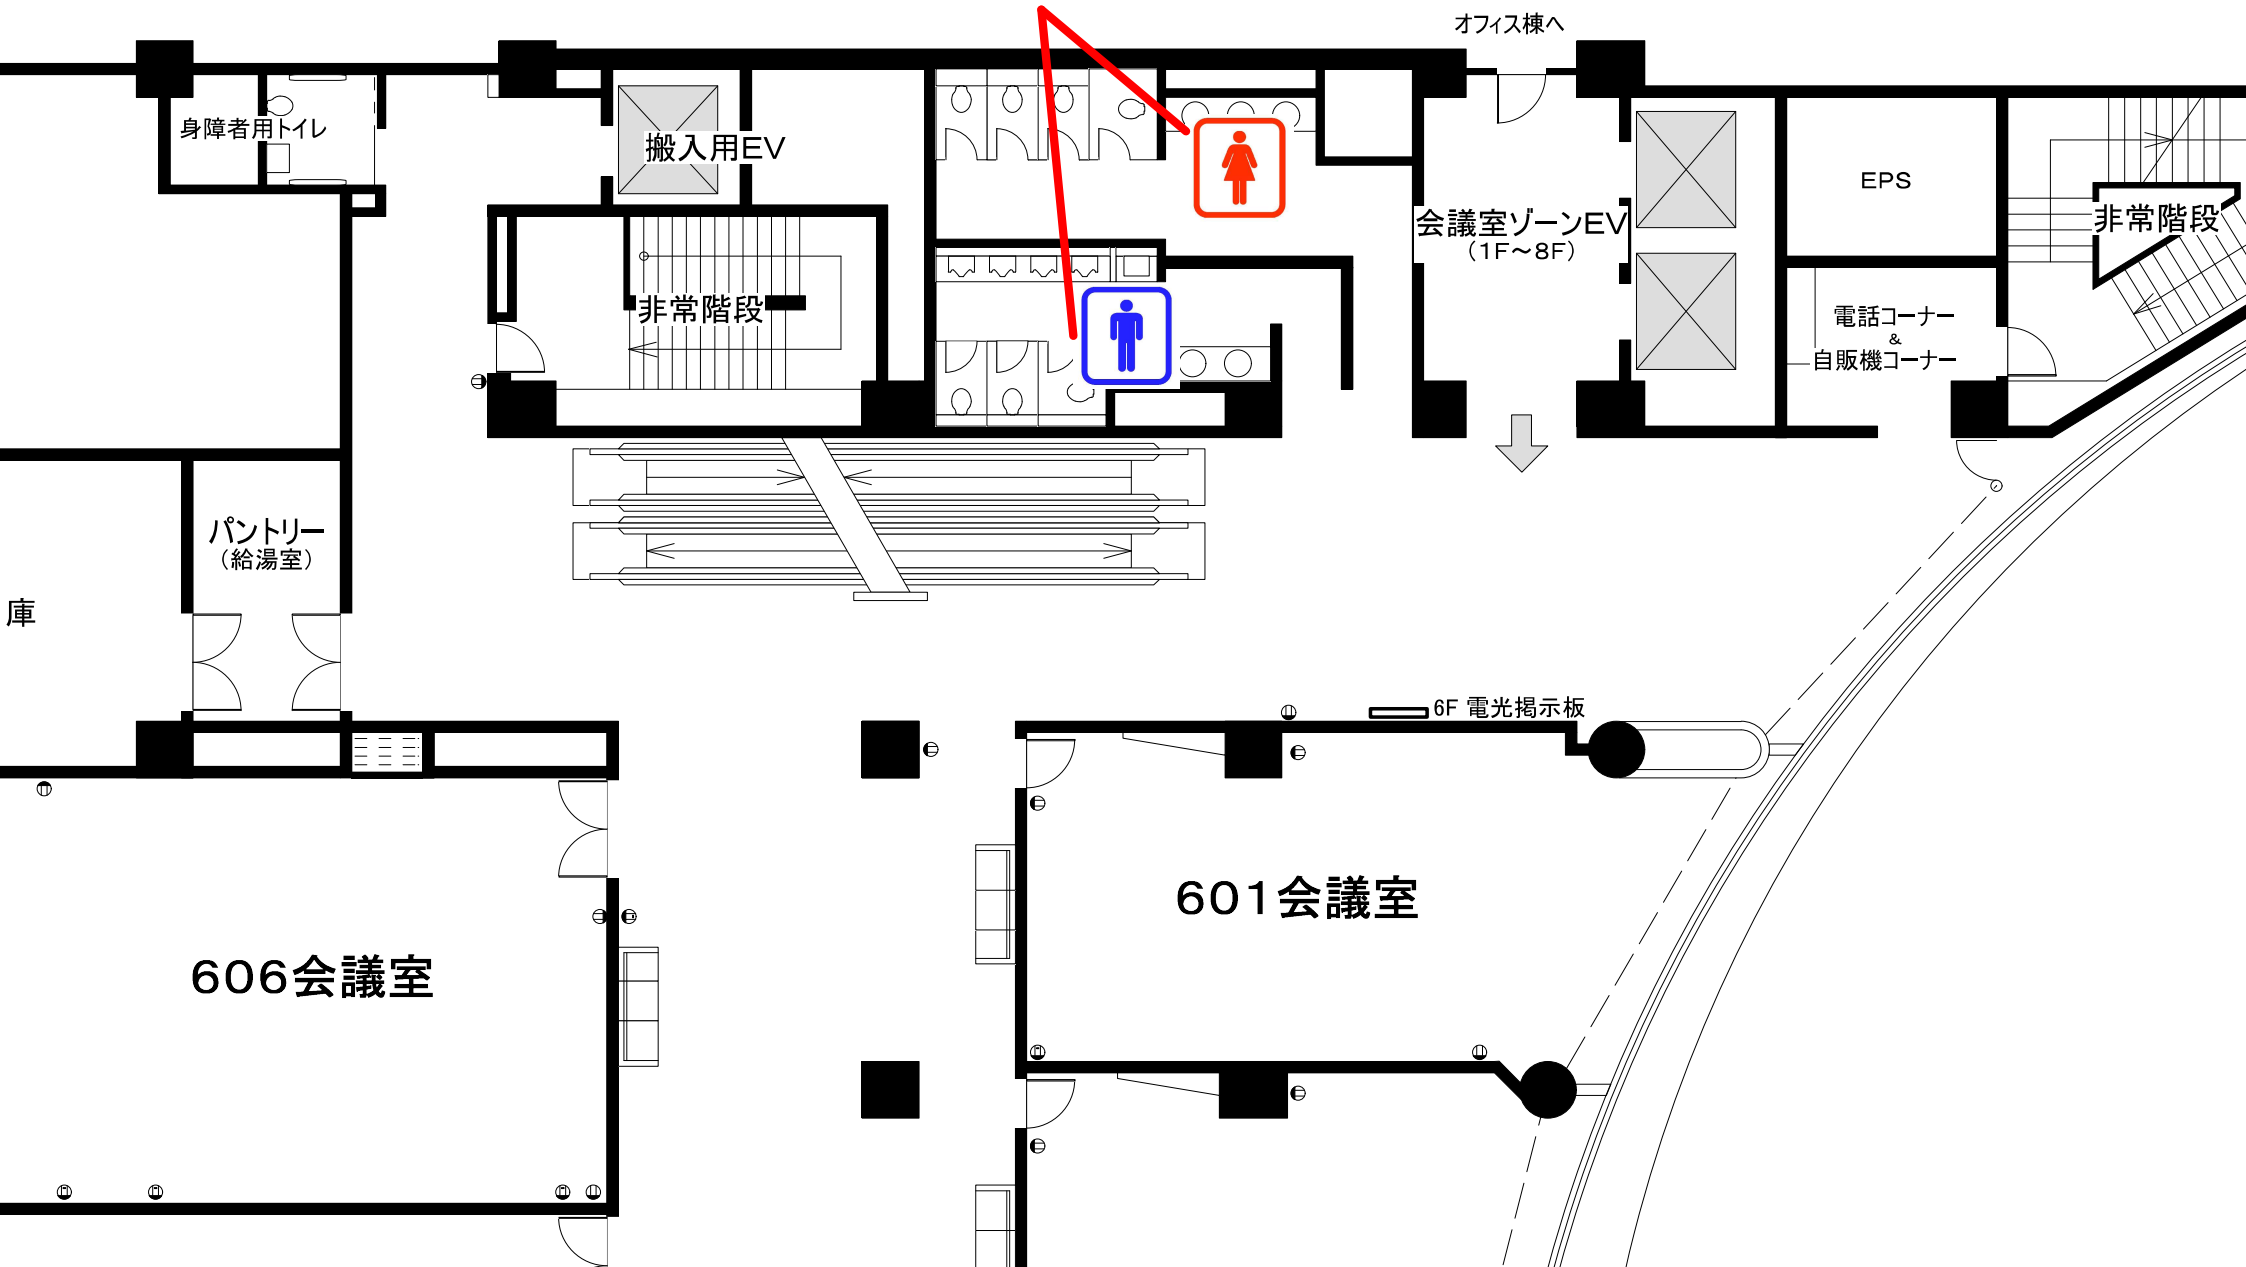 オフィス棟へ
身障者用トイレ
搬入用EV
EPS
会議室ゾーンEV
（1F～8F）
非常階段
非常階段
電話コーナー
&
自販機コーナー
パントリー
（給湯室）
庫
6F 電光掲示板
601会議室
606会議室